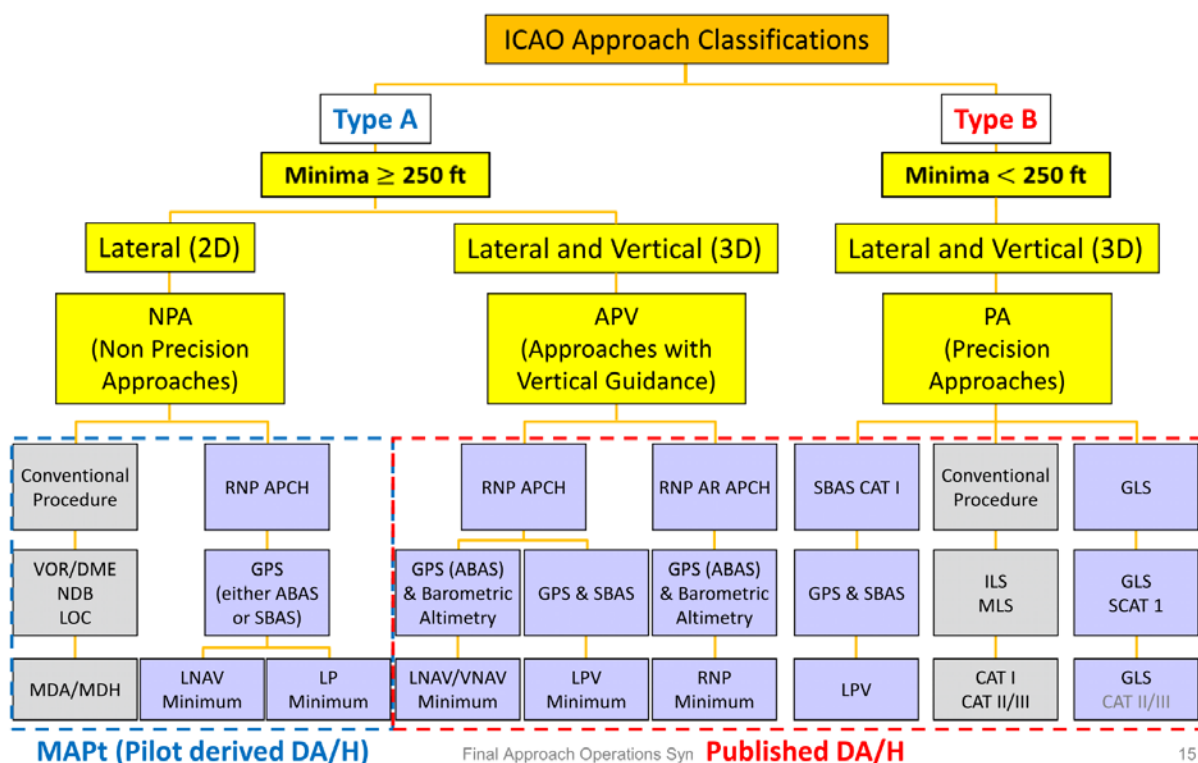 ICAO Approach Classifications
Type A
Type B
Minima ≥ 250 ft
Minima < 250 ft
Lateral (2D)
Lateral and Vertical (3D)
Lateral and Vertical (3D)
NPA
(Non Precision
Approaches)
APV
(Approaches with
Vertical Guidance)
PA
(Precision
Approaches)
Conventional
Procedure
RNP APCH
RNP APCH
RNP AR APCH
SBAS CAT I
Conventional
Procedure
GLS
VOR/DME
NDB
LOC
GPS
(either ABAS
or SBAS)
GPS (ABAS)
& Barometric
Altimetry
GPS & SBAS
GPS (ABAS)
& Barometric
Altimetry
GPS & SBAS
ILS
MLS
GLS
SCAT 1
MDA/MDH
LNAV
Minimum
LP
Minimum
LNAV/VNAV
Minimum
LPV
Minimum
RNP
Minimum
LPV
CAT I
CAT II/III
GLS
CAT II/III
MAPt (Pilot derived DA/H)
Final Approach Operations Syn
Published DA/H
15